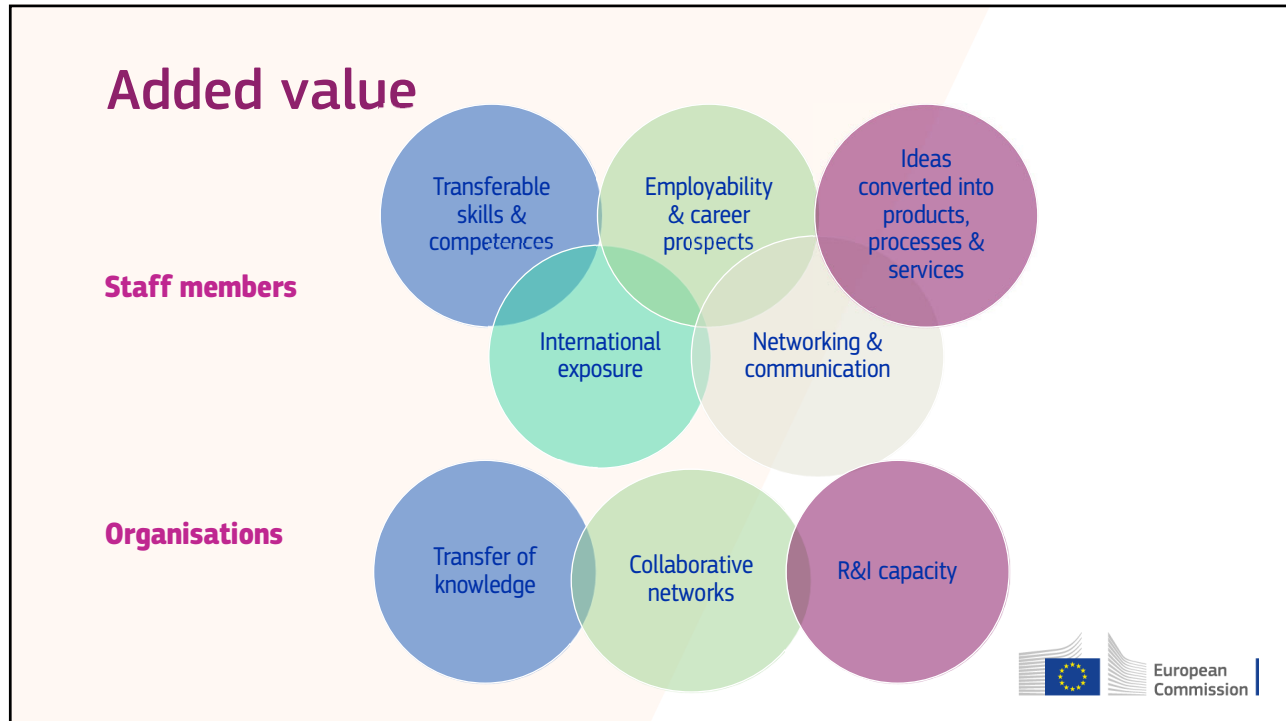 Added value
Transferable
skills &
competences
Employability
& career
prospects
Ideas
converted into
products,
processes &
services
Staff members
International
exposure
Networking &
communication
Organisations
Transfer of
knowledge
Collaborative
networks
R&I capacity
European
Commission